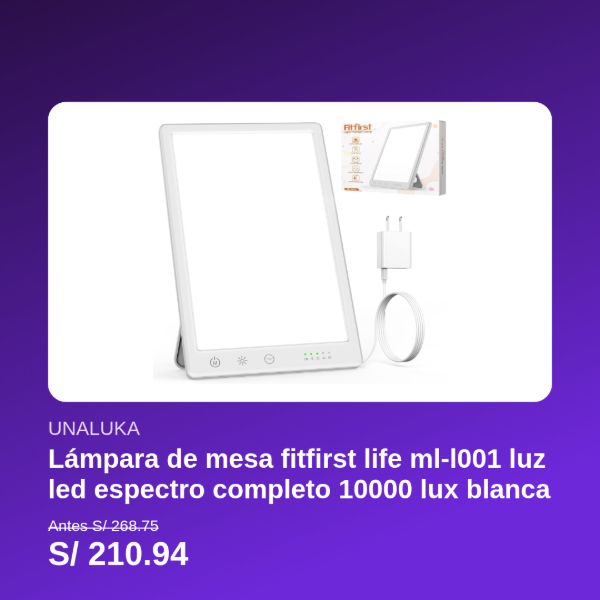 Fitfirst
UNALUKA
Lámpara de mesa fitfirst life ml-l001 luz
led espectro completo 10000 lux blanca
Antes S/ 268.75
S/ 210.94